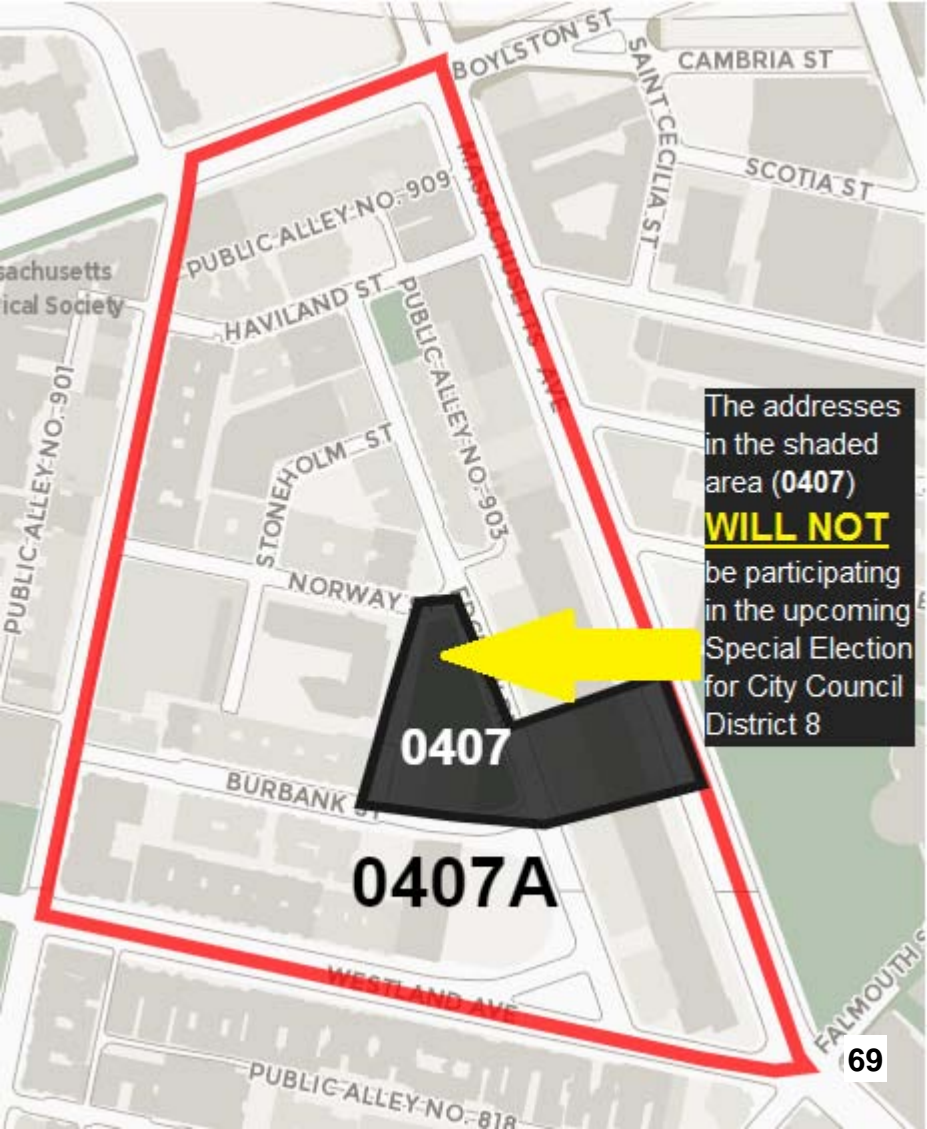 BOYLSTON ST
CAMBRIA ST
SAINT CECILIA ST
SCOTIA ST
MASSACHUSETTS AVE
PUBLIC ALLEY NO. 909
sachusetts
ical Society
HAVILAND ST
PUBLIC ALLEY NO. 903
PUBLIC ALLEY NO. 901
STONEHOLM ST
The addresses
in the shaded
area (0407)
WILL NOT
be participating
in the upcoming
Special Election
for City Council
District 8
NORWAY
0407
BURBANK ST
0407A
WESTLAND AVE
FALMOUTH S
69
PUBLIC ALLEY NO. 818